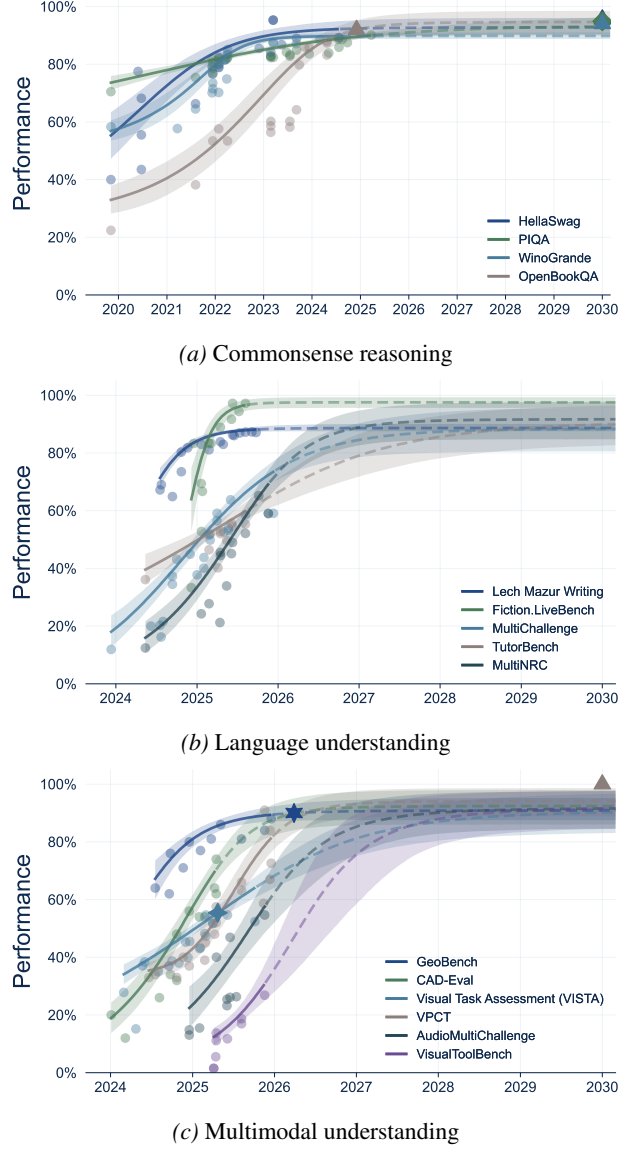 Performance
100%
80%
60%
40%
20%
0%
HellaSwag
PIQA
WinoGrande
OpenBookQA
2020 2021 2022 2023 2024 2025 2026 2027 2028 2029 2030
(a) Commonsense reasoning
Performance
100%
80%
60%
40%
20%
0%
Lech Mazur Writing
Fiction.LiveBench
MultiChallenge
TutorBench
MultiNRC
2024 2025 2026 2027 2028 2029 2030
(b) Language understanding
Performance
100%
80%
60%
40%
20%
0%
GeoBench
CAD-Eval
Visual Task Assessment (VISTA)
VPCT
AudioMultiChallenge
VisualToolBench
2024 2025 2026 2027 2028 2029 2030
(c) Multimodal understanding